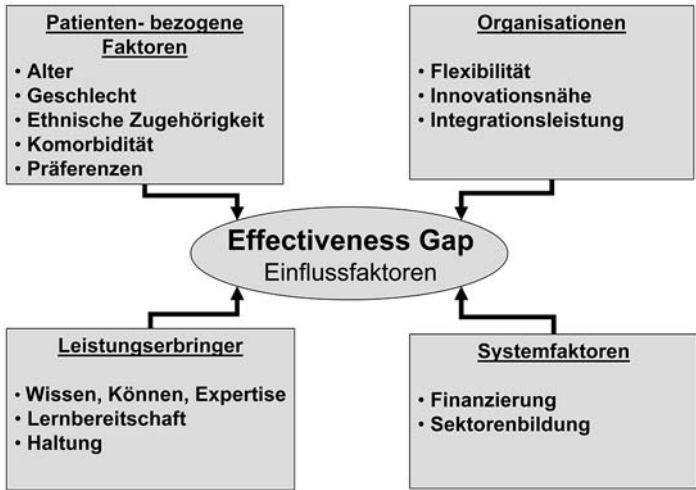 Patienten- bezogene
Faktoren
• Alter
• Geschlecht
• Ethnische Zugehörigkeit
• Komorbidität
• Präferenzen
Organisationen
• Flexibilität
• Innovationsnähe
• Integrationsleistung
Effectiveness Gap
Einflussfaktoren
Leistungserbringer
• Wissen, Können, Expertise
• Lernbereitschaft
• Haltung
Systemfaktoren
• Finanzierung
• Sektorenbildung